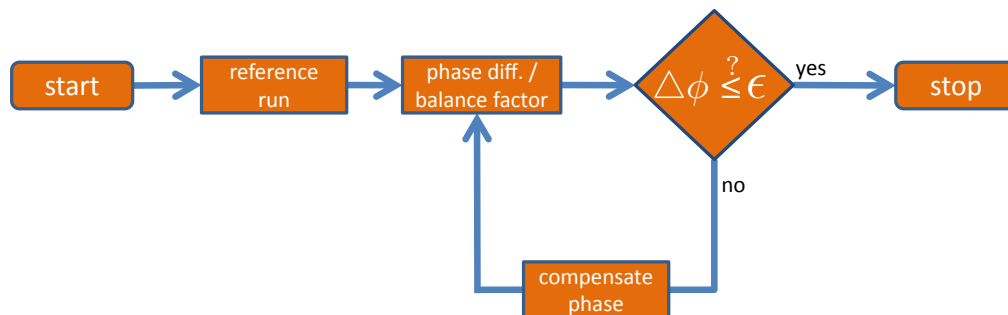 start
reference
run
phase diff. /
balance factor
△ϕ ≤? ϵ
yes
stop
no
compensate
phase